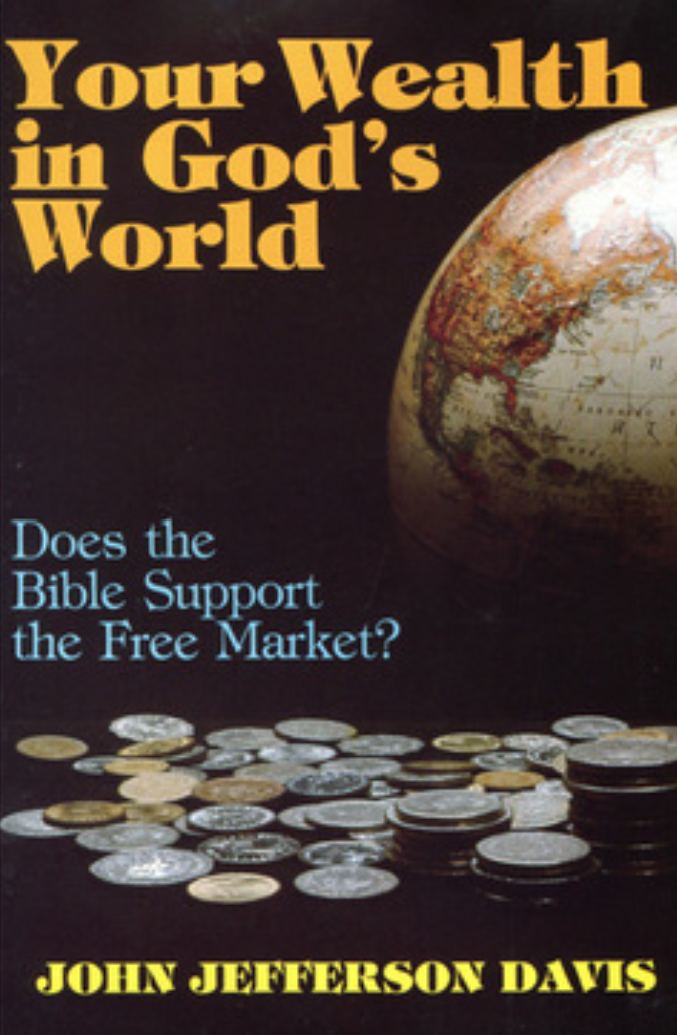 Your Wealth
in God's
World
Does the
Bible Support
the Free Market?
JOHN JEFFERSON DAVIS